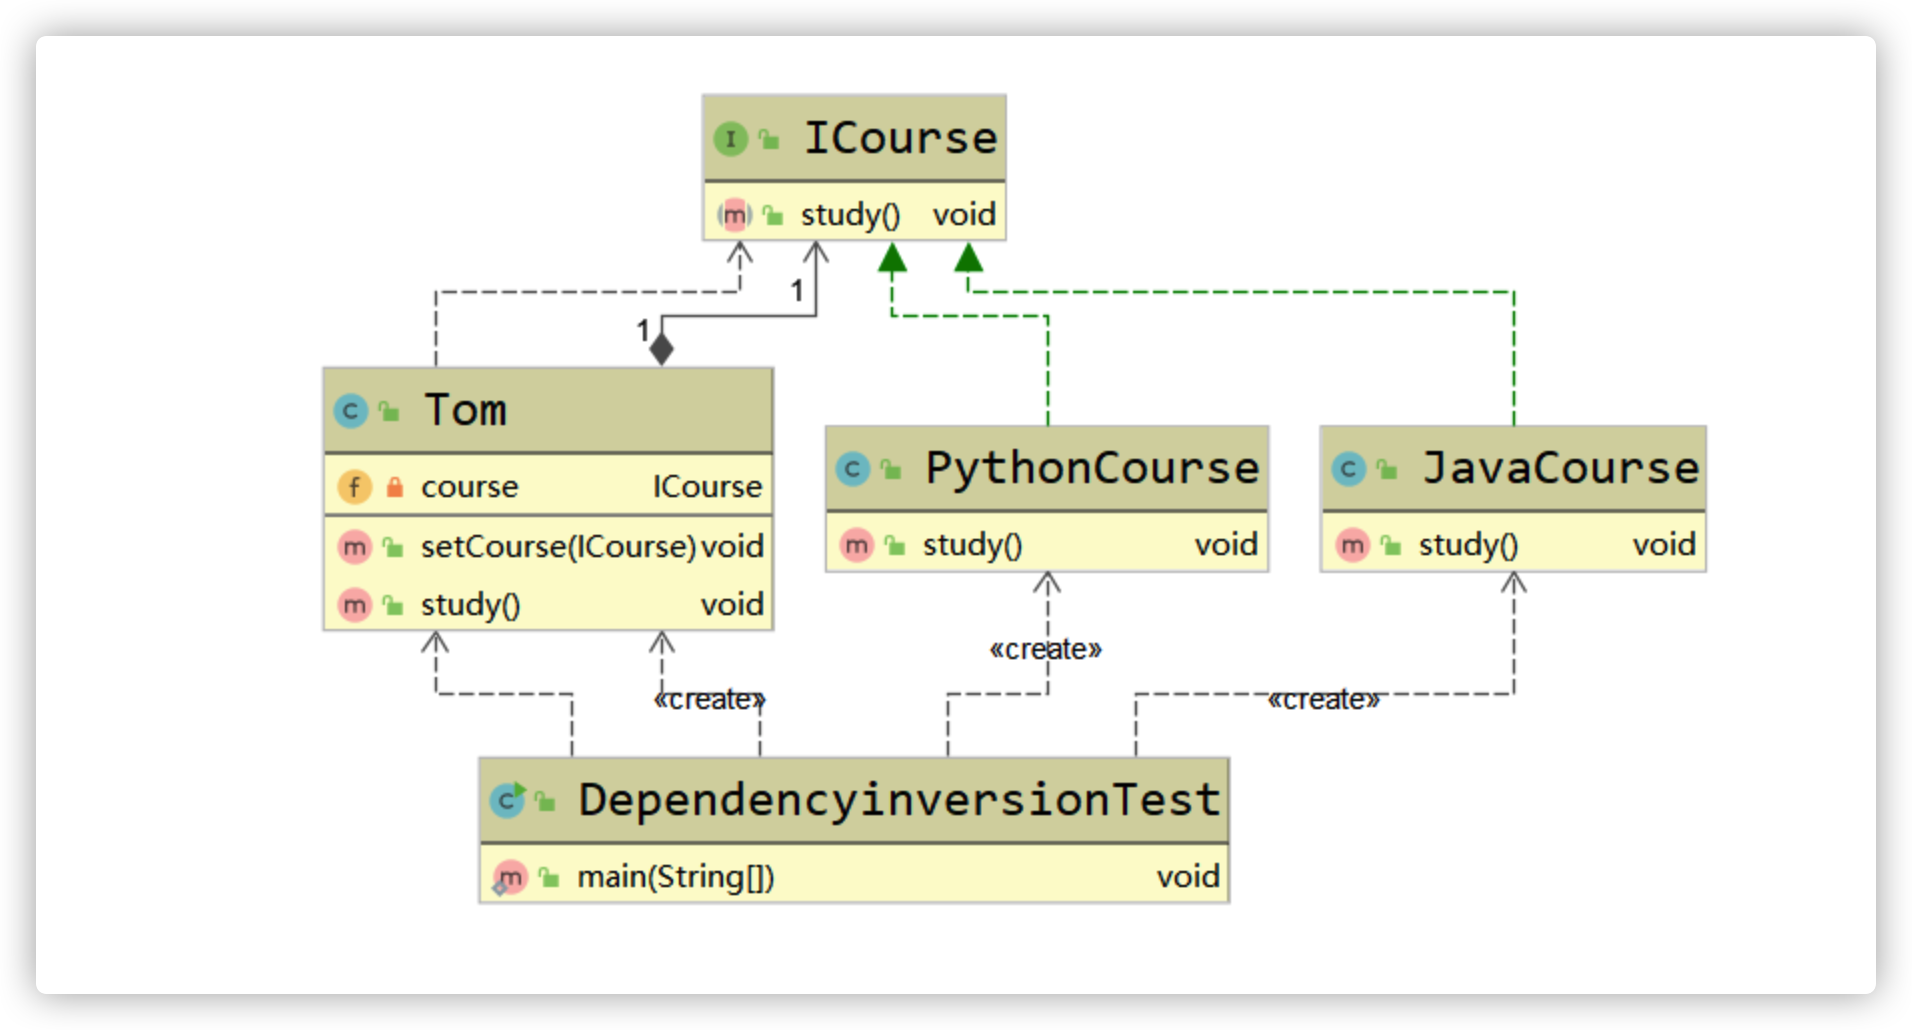 I ICourse
m study() void
1
1
C Tom
f course ICourse
m setCourse(ICourse) void
m study() void
C PythonCourse
m study() void
C JavaCourse
m study() void
«create»
«create»
«create»
C DependencyinversionTest
m main(String[]) void